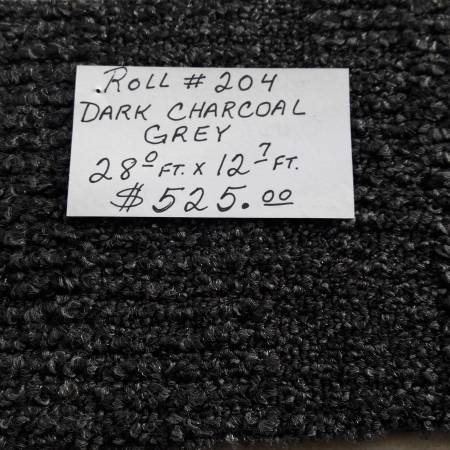 ROLL # 204
DARK CHARCOAL
GREY
28⁰ FT. X 12⁷ FT.
$525.00